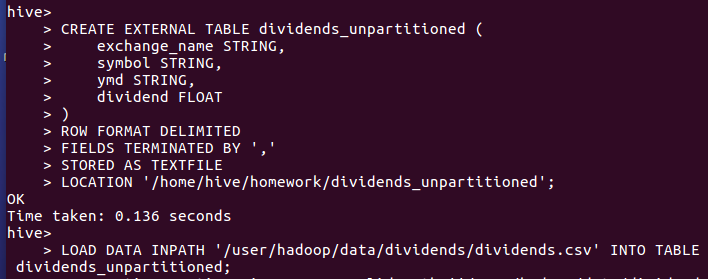 hive>
    > CREATE EXTERNAL TABLE dividends_unpartitioned (
    >     exchange_name STRING,
    >     symbol STRING,
    >     ymd STRING,
    >     dividend FLOAT
    > )
    > ROW FORMAT DELIMITED
    > FIELDS TERMINATED BY ','
    > STORED AS TEXTFILE
    > LOCATION '/home/hive/homework/dividends_unpartitioned';
OK
Time taken: 0.136 seconds
hive>
    > LOAD DATA INPATH '/user/hadoop/data/dividends/dividends.csv' INTO TABLE
 dividends_unpartitioned;